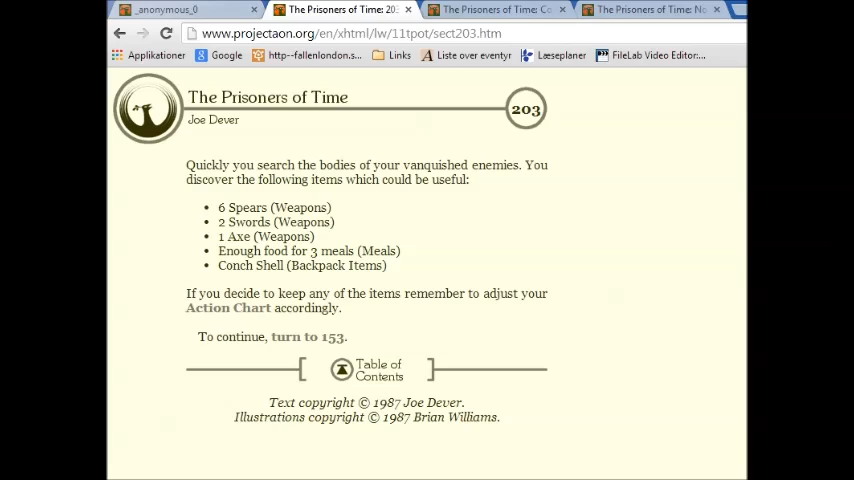 _anonymous_0
The Prisoners of Time: 203
The Prisoners of Time: Co
The Prisoners of Time: No
www.projectaon.org/en/xhtml/lw/11tpot/sect203.htm
Applikationer
Google
http--fallenlondon.s...
Links
Liste over eventyr
Læseplaner
FileLab Video Editor:...
The Prisoners of Time
203
Joe Dever
Quickly you search the bodies of your vanquished enemies. You
discover the following items which could be useful:
• 6 Spears (Weapons)
• 2 Swords (Weapons)
• 1 Axe (Weapons)
• Enough food for 3 meals (Meals)
• Conch Shell (Backpack Items)
If you decide to keep any of the items remember to adjust your
Action Chart accordingly.
To continue, turn to 153.
Table of
Contents
Text copyright © 1987 Joe Dever.
Illustrations copyright © 1987 Brian Williams.